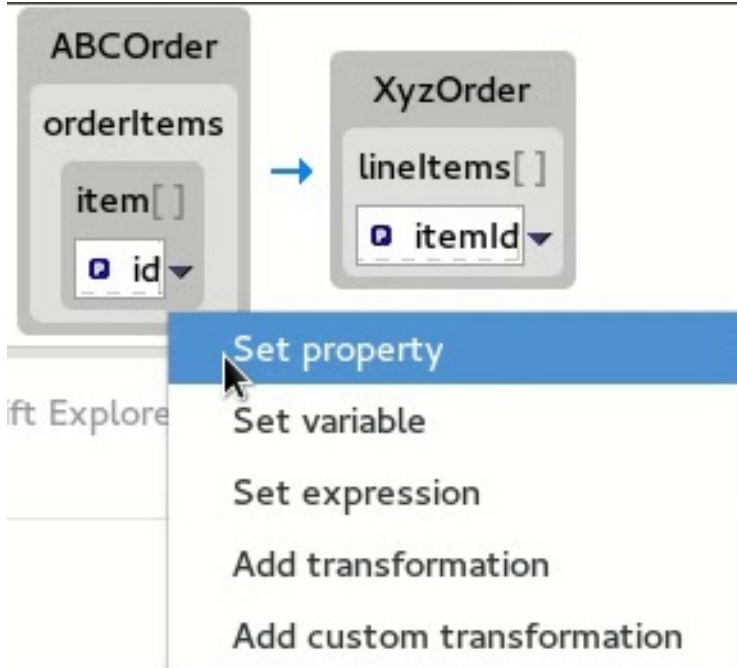 ABCOrder
orderItems
item[ ]
P id
XyzOrder
lineItems[ ]
P itemId
Set property
ift Explore
Set variable
Set expression
Add transformation
Add custom transformation